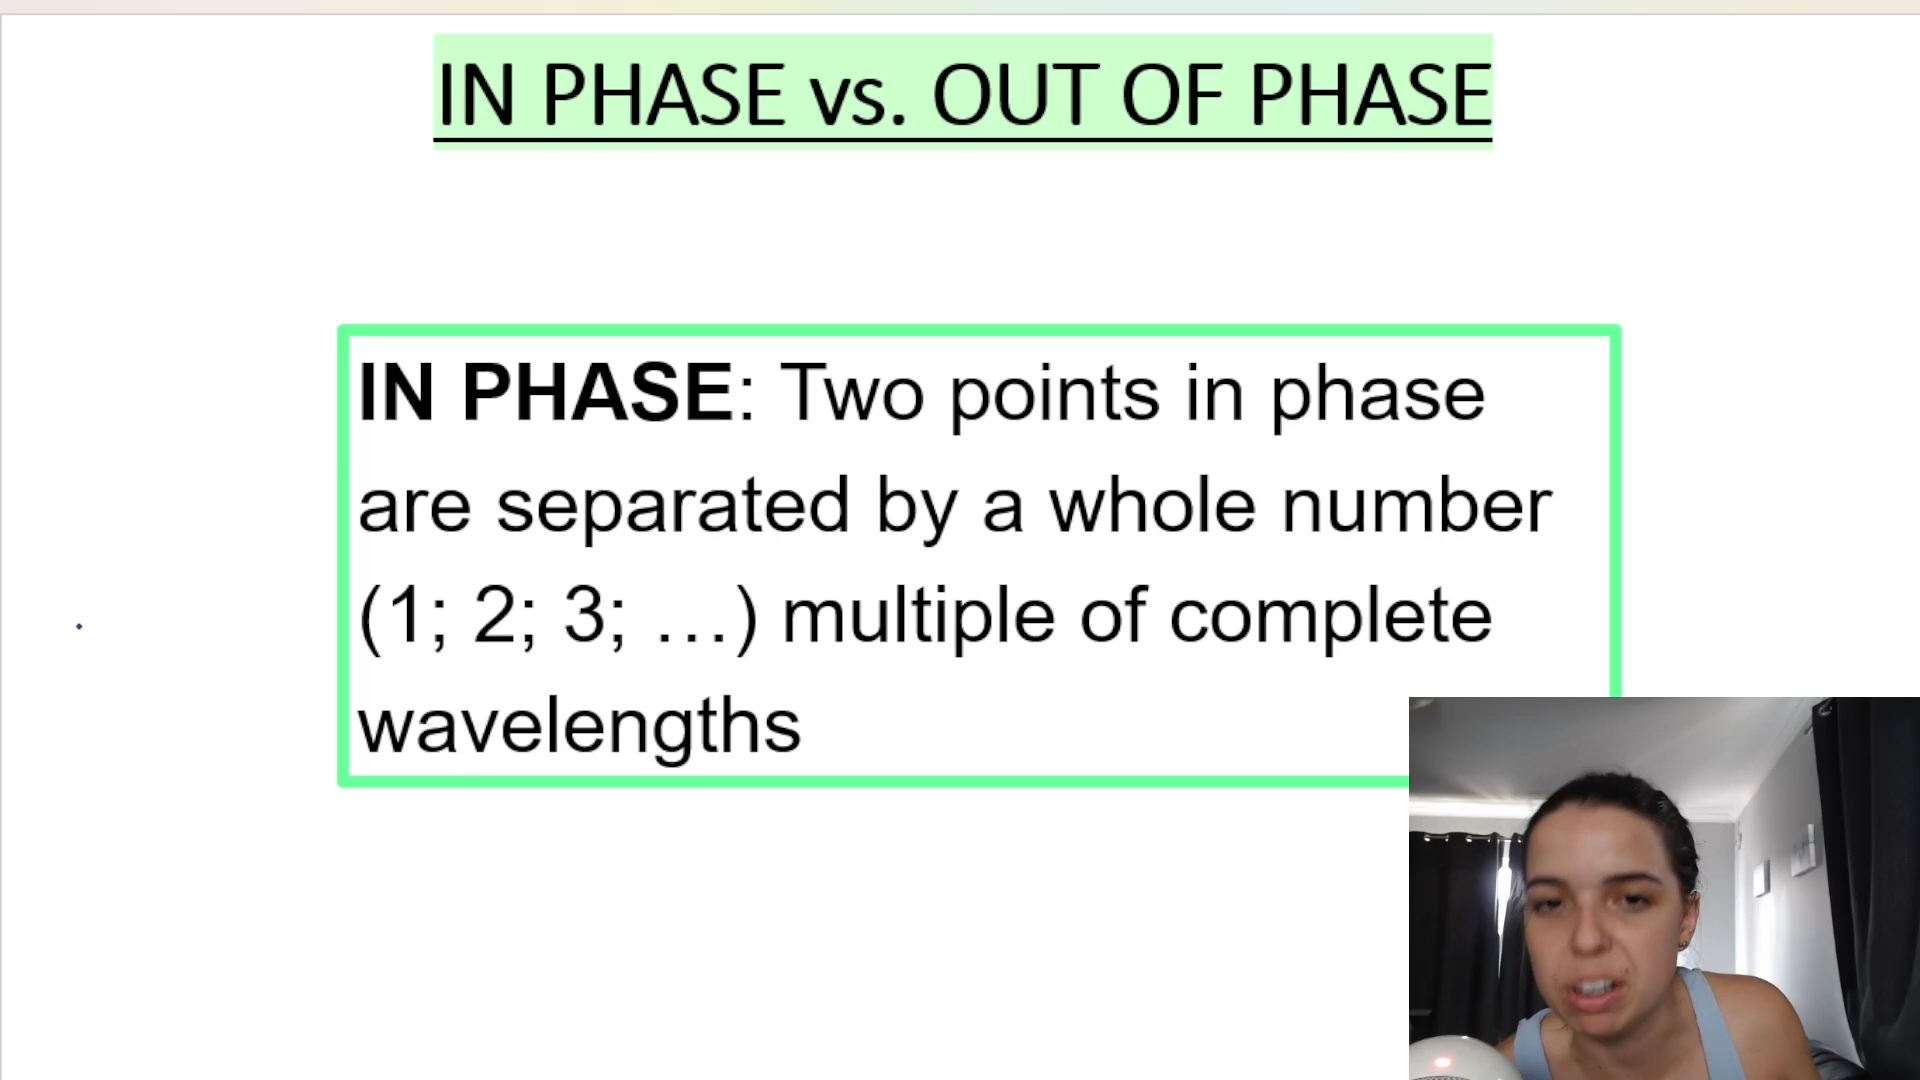 IN PHASE vs. OUT OF PHASE
IN PHASE: Two points in phase
are separated by a whole number
(1; 2; 3; …) multiple of complete
wavelengths